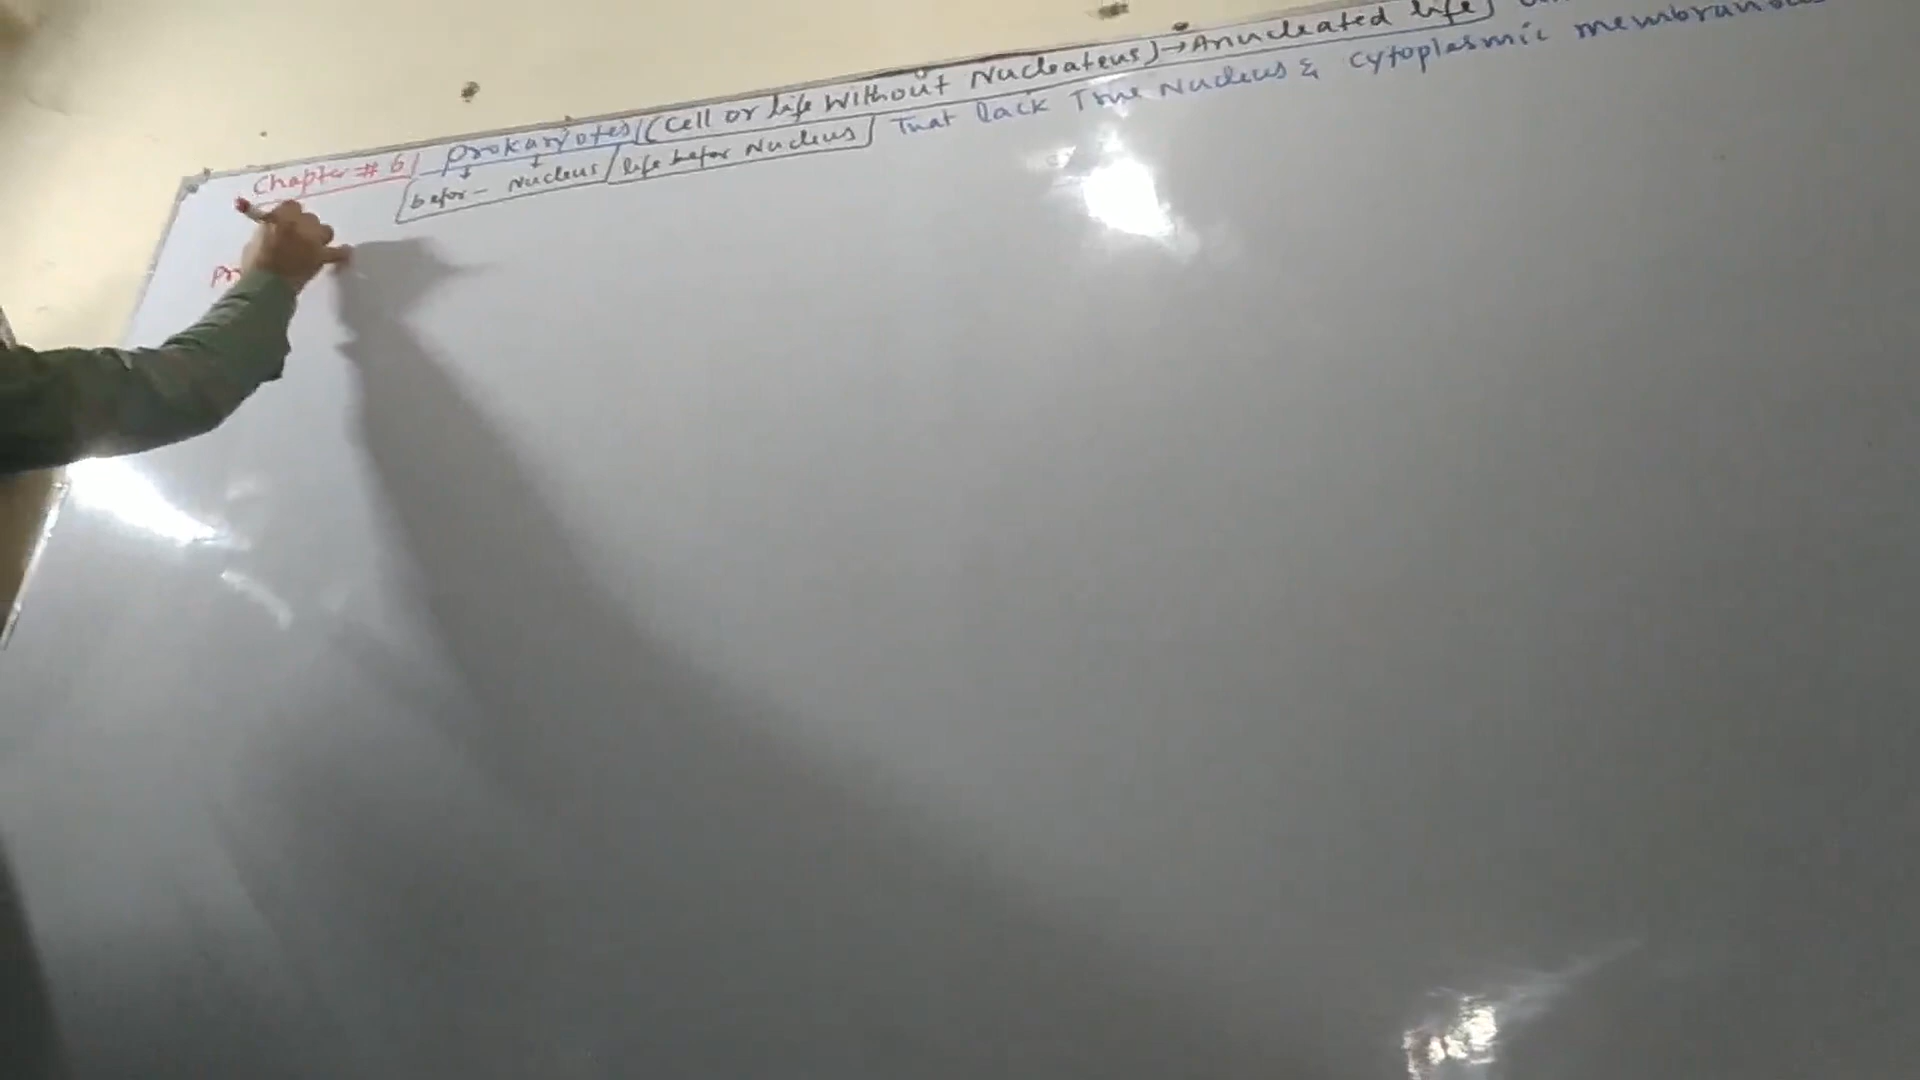 Chapter # 6/ prokaryotes/(Cell or life Without Nucleateus)→Anucleated life)
befor- Nucleus/life befor Nucleus/ That lack True Nucleus & cytoplasmic
Pr